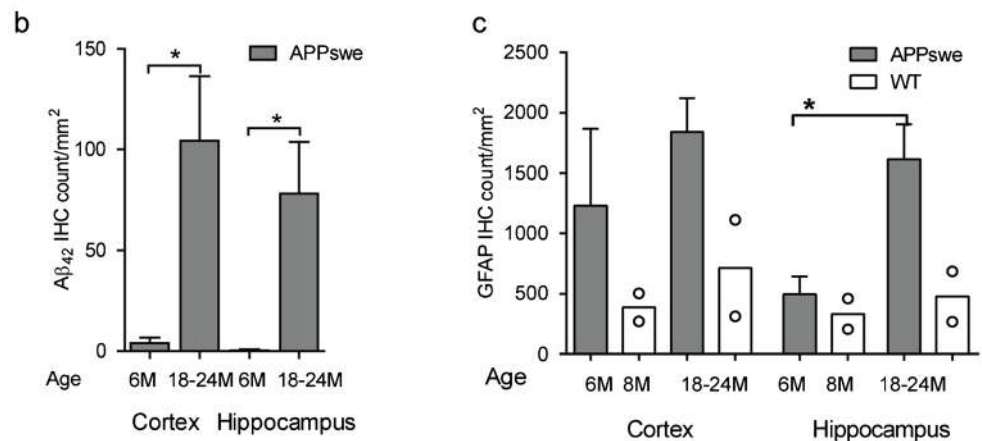 b
150
100
50
0
Aβ42 IHC count/mm2
* APPswe
*
Age 6M 18-24M 6M 18-24M
Cortex Hippocampus
c
2500
2000
1500
1000
500
0
GFAP IHC count/mm2
APPswe
WT
*
Age 6M 8M 18-24M 6M 8M 18-24M
Cortex Hippocampus